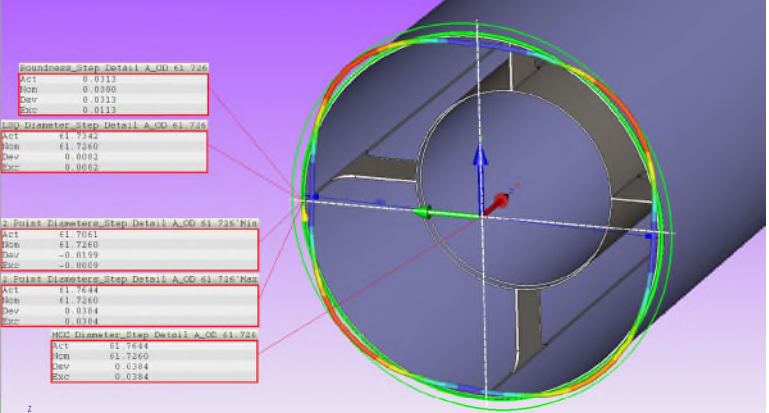 Roundness_Step Detail A_OD 61.726
Act 0.0313
Nom 0.0000
Dev 0.0313
Exc 0.0113
LSQ Diameter_Step Detail A_OD 61.726
Act 61.7342
Nom 61.7260
Dev 0.0082
Exc 0.0082
2 Point Diameters_Step Detail A_OD 61.726`Min
Act 61.7061
Nom 61.7260
Dev -0.0199
Exc -0.0009
2 Point Diameters_Step Detail A_OD 61.726`Max
Act 61.7644
Nom 61.7260
Dev 0.0384
Exc 0.0384
MCC Diameter_Step Detail A_OD 61.726
Act 61.7644
Nom 61.7260
Dev 0.0384
Exc 0.0384
Z